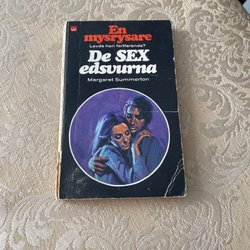 En
mysrysare
Levde han fortfarande?
De SEX
edsvurna
Margaret Summerton